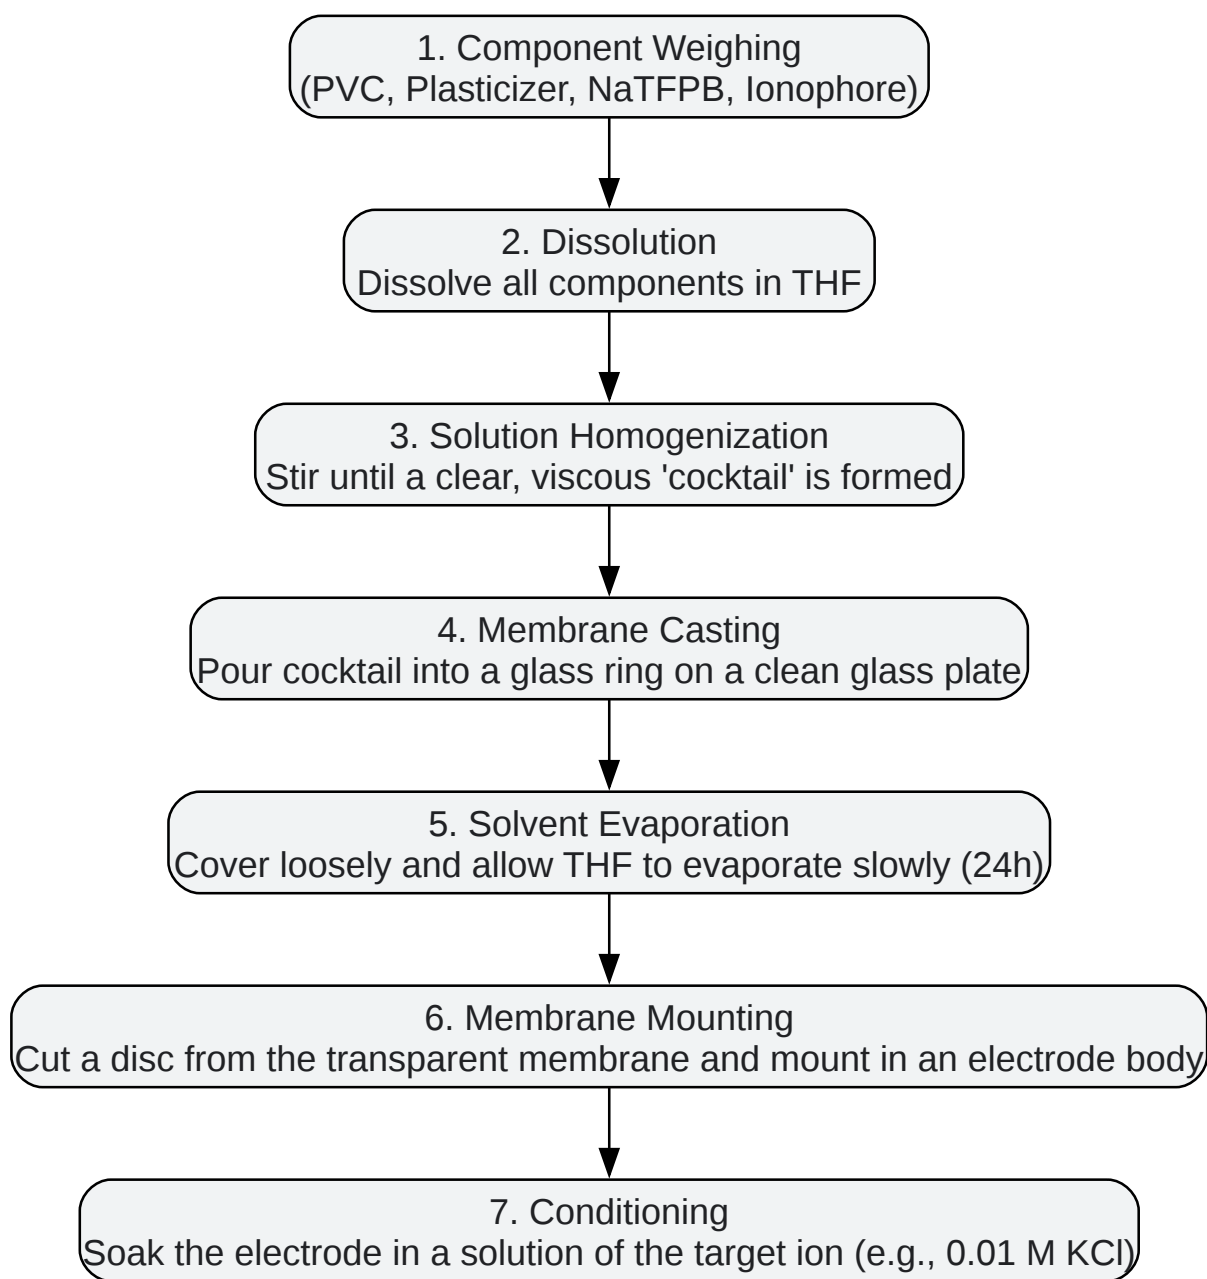 1. Component Weighing
(PVC, Plasticizer, NaTFPB, Ionophore)
2. Dissolution
Dissolve all components in THF
3. Solution Homogenization
Stir until a clear, viscous 'cocktail' is formed
4. Membrane Casting
Pour cocktail into a glass ring on a clean glass plate
5. Solvent Evaporation
Cover loosely and allow THF to evaporate slowly (24h)
6. Membrane Mounting
Cut a disc from the transparent membrane and mount in an electrode body
7. Conditioning
Soak the electrode in a solution of the target ion (e.g., 0.01 M KCl)